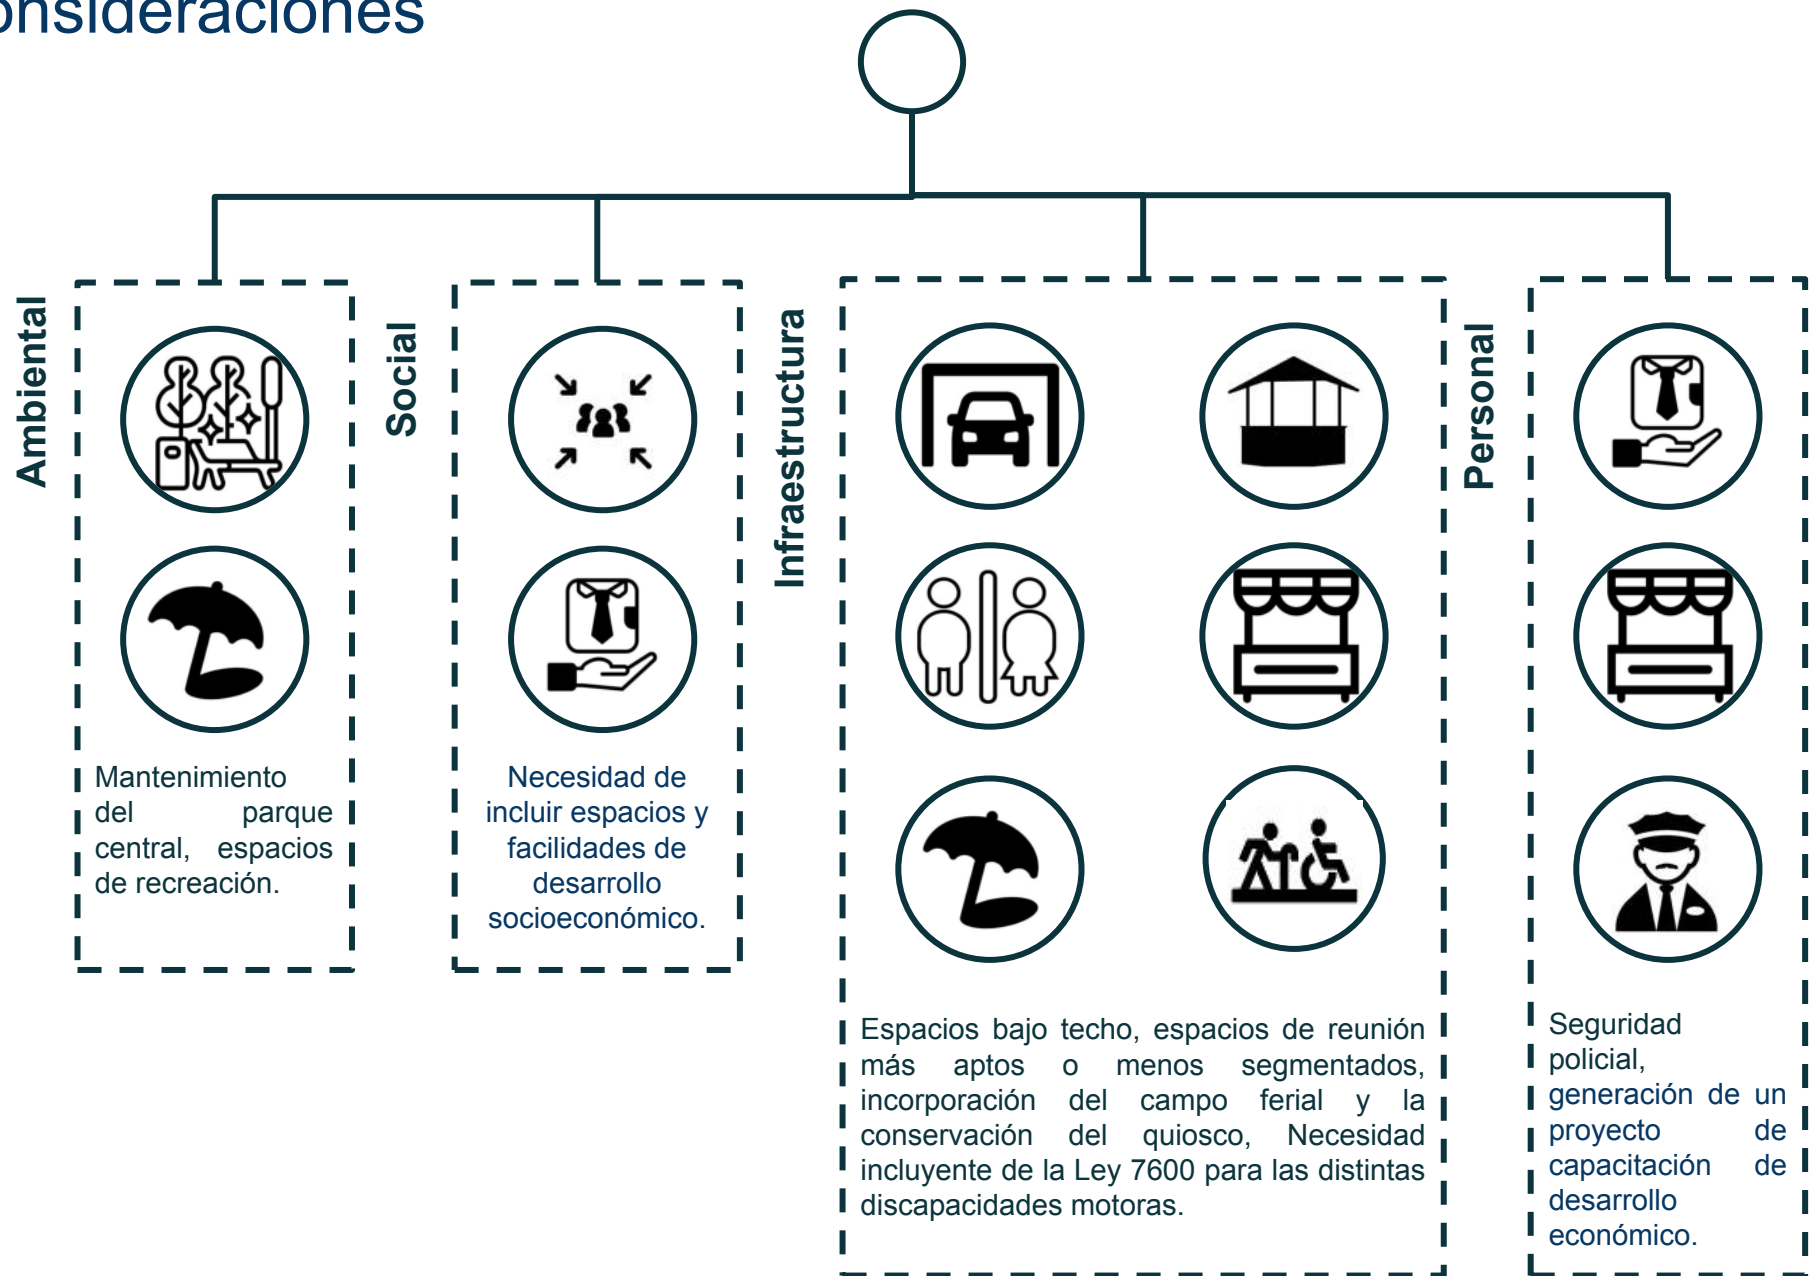 onsideraciones
Ambiental
Mantenimiento
del parque
central, espacios
de recreación.
Social
Necesidad de
incluir espacios y
facilidades de
desarrollo
socioeconómico.
Infraestructura
Espacios bajo techo, espacios de reunión
más aptos o menos segmentados,
incorporación del campo ferial y la
conservación del quiosco, Necesidad
incluyente de la Ley 7600 para las distintas
discapacidades motoras.
Personal
Seguridad
policial,
generación de un
proyecto de
capacitación de
desarrollo
económico.